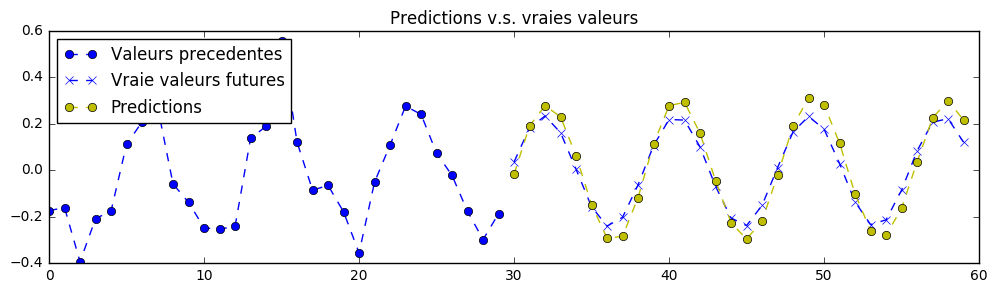 Predictions v.s. vraies valeurs
0.6
0.4
0.2
0.0
−0.2
−0.4
Valeurs precedentes
Vraie valeurs futures
Predictions
0 10 20 30 40 50 60